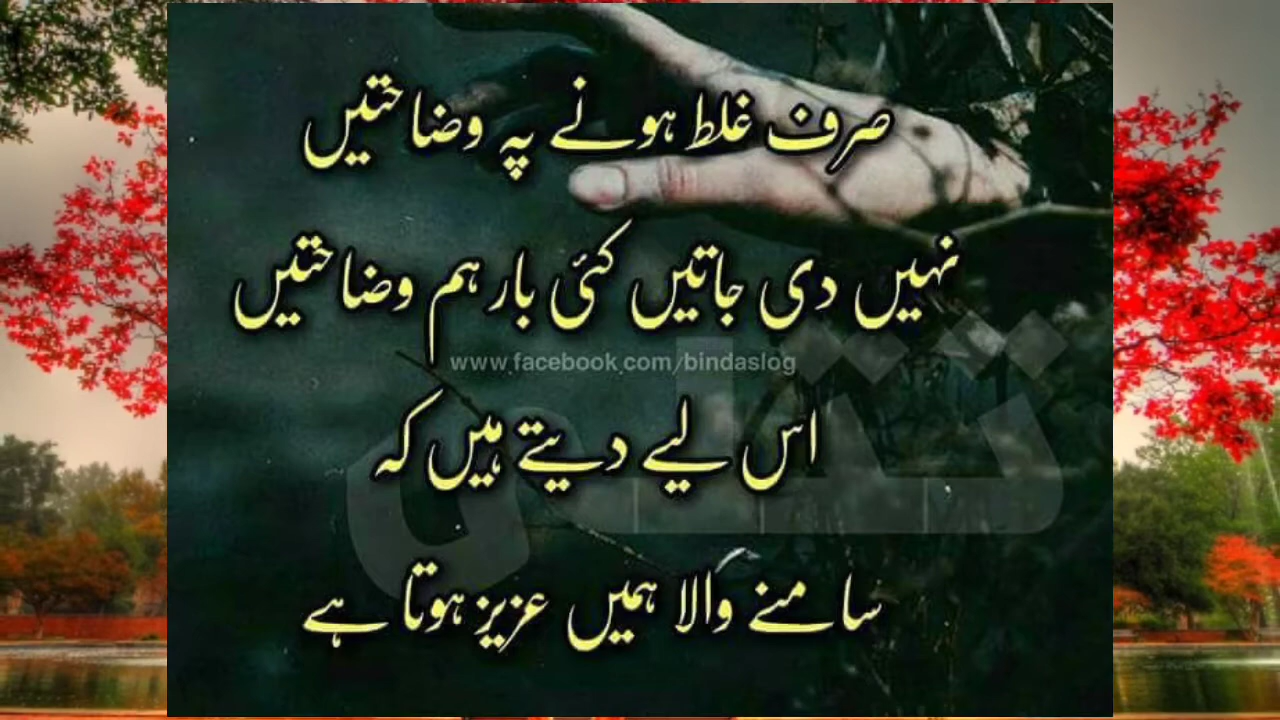 صرف غلط ہونے پہ وضاحتیں
نہیں دی جاتیں کئی بار ہم وضاحتیں
www.facebook.com/bindaslog
اس لیے دیتے ہیں کہ
تتلی
سامنے والا ہمیں عزیز ہوتا ہے